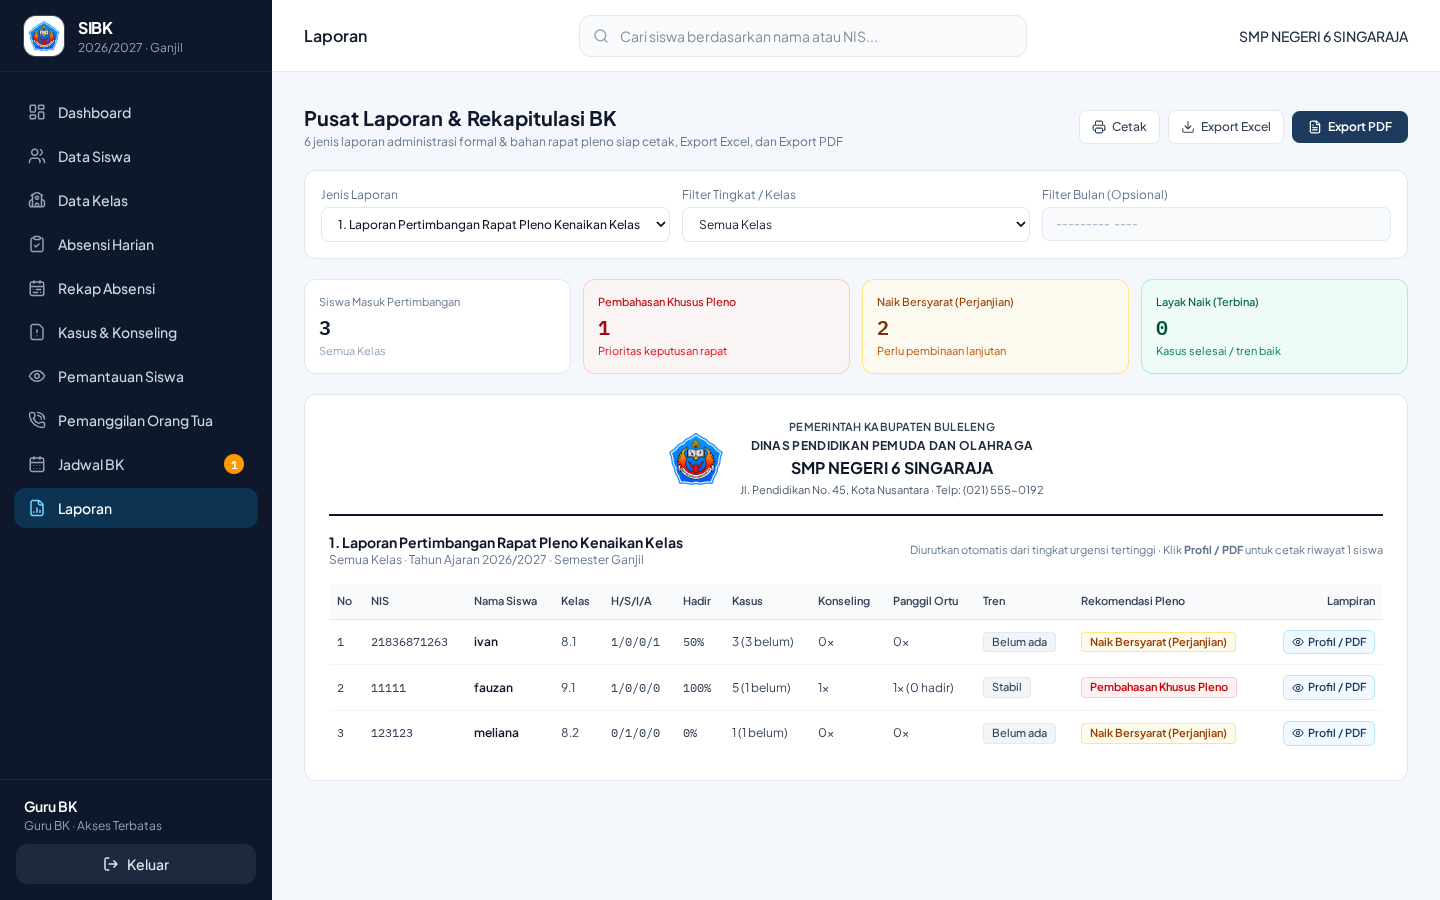 SIBK
2026/2027 · Ganjil
Dashboard
Data Siswa
Data Kelas
Absensi Harian
Rekap Absensi
Kasus & Konseling
Pemantauan Siswa
Pemanggilan Orang Tua
Jadwal BK 1
Laporan
Guru BK
Guru BK · Akses Terbatas
Keluar
Laporan
Cari siswa berdasarkan nama atau NIS...
SMP NEGERI 6 SINGARAJA
Pusat Laporan & Rekapitulasi BK
6 jenis laporan administrasi formal & bahan rapat pleno siap cetak, Export Excel, dan Export PDF
Cetak
Export Excel
Export PDF
Jenis Laporan
1. Laporan Pertimbangan Rapat Pleno Kenaikan Kelas
Filter Tingkat / Kelas
Semua Kelas
Filter Bulan (Opsional)
--------- ----
Siswa Masuk Pertimbangan
3
Semua Kelas
Pembahasan Khusus Pleno
1
Prioritas keputusan rapat
Naik Bersyarat (Perjanjian)
2
Perlu pembinaan lanjutan
Layak Naik (Terbina)
0
Kasus selesai / tren baik
PEMERINTAH KABUPATEN BULELENG
DINAS PENDIDIKAN PEMUDA DAN OLAHRAGA
SMP NEGERI 6 SINGARAJA
Jl. Pendidikan No. 45, Kota Nusantara · Telp: (021) 555-0192
1. Laporan Pertimbangan Rapat Pleno Kenaikan Kelas
Semua Kelas · Tahun Ajaran 2026/2027 · Semester Ganjil
Diurutkan otomatis dari tingkat urgensi tertinggi · Klik Profil / PDF untuk cetak riwayat 1 siswa
No NIS Nama Siswa Kelas H/S/I/A Hadir Kasus Konseling Panggil Ortu Tren Rekomendasi Pleno Lampiran
1 21836871263 ivan 8.1 1/0/0/1 50% 3 (3 belum) 0× 0× Belum ada Naik Bersyarat (Perjanjian) Profil / PDF
2 11111 fauzan 9.1 1/0/0/0 100% 5 (1 belum) 1× 1× (0 hadir) Stabil Pembahasan Khusus Pleno Profil / PDF
3 123123 meliana 8.2 0/1/0/0 0% 1 (1 belum) 0× 0× Belum ada Naik Bersyarat (Perjanjian) Profil / PDF